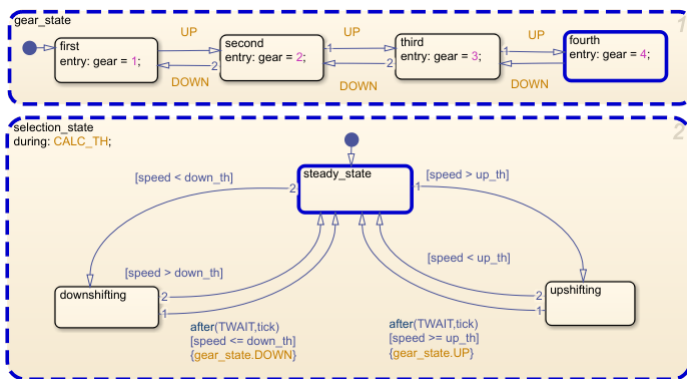 gear_state
1
first
entry: gear = 1;
UP
DOWN
2
second
entry: gear = 2;
1
UP
DOWN
2
third
entry: gear = 3;
1
UP
DOWN
fourth
entry: gear = 4;
selection_state
during: CALC_TH;
2
steady_state
[speed < down_th]
2
1
[speed > up_th]
[speed > down_th]
[speed < up_th]
downshifting
2
1
upshifting
2
1
after(TWAIT,tick)
[speed <= down_th]
{gear_state.DOWN}
after(TWAIT,tick)
[speed >= up_th]
{gear_state.UP}